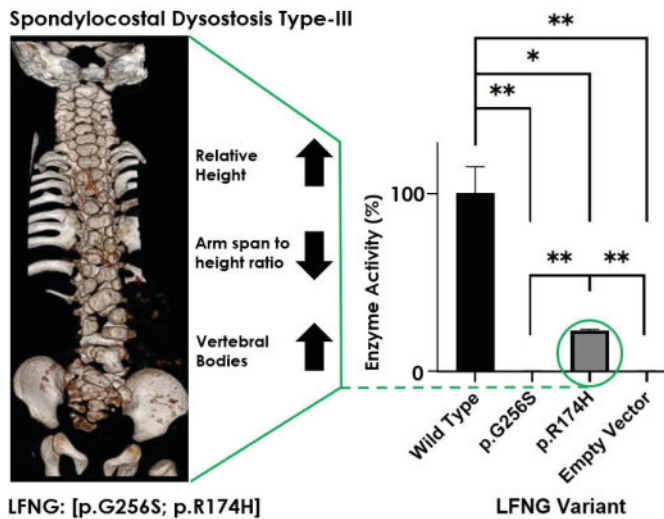 Spondylocostal Dysostosis Type-III
Relative
Height
Arm span to
height ratio
Vertebral
Bodies
LFNG: [p.G256S; p.R174H]
**
*
**
** **
Enzyme Activity (%)
100
0
Wild Type
p.G256S
p.R174H
Empty Vector
LFNG Variant